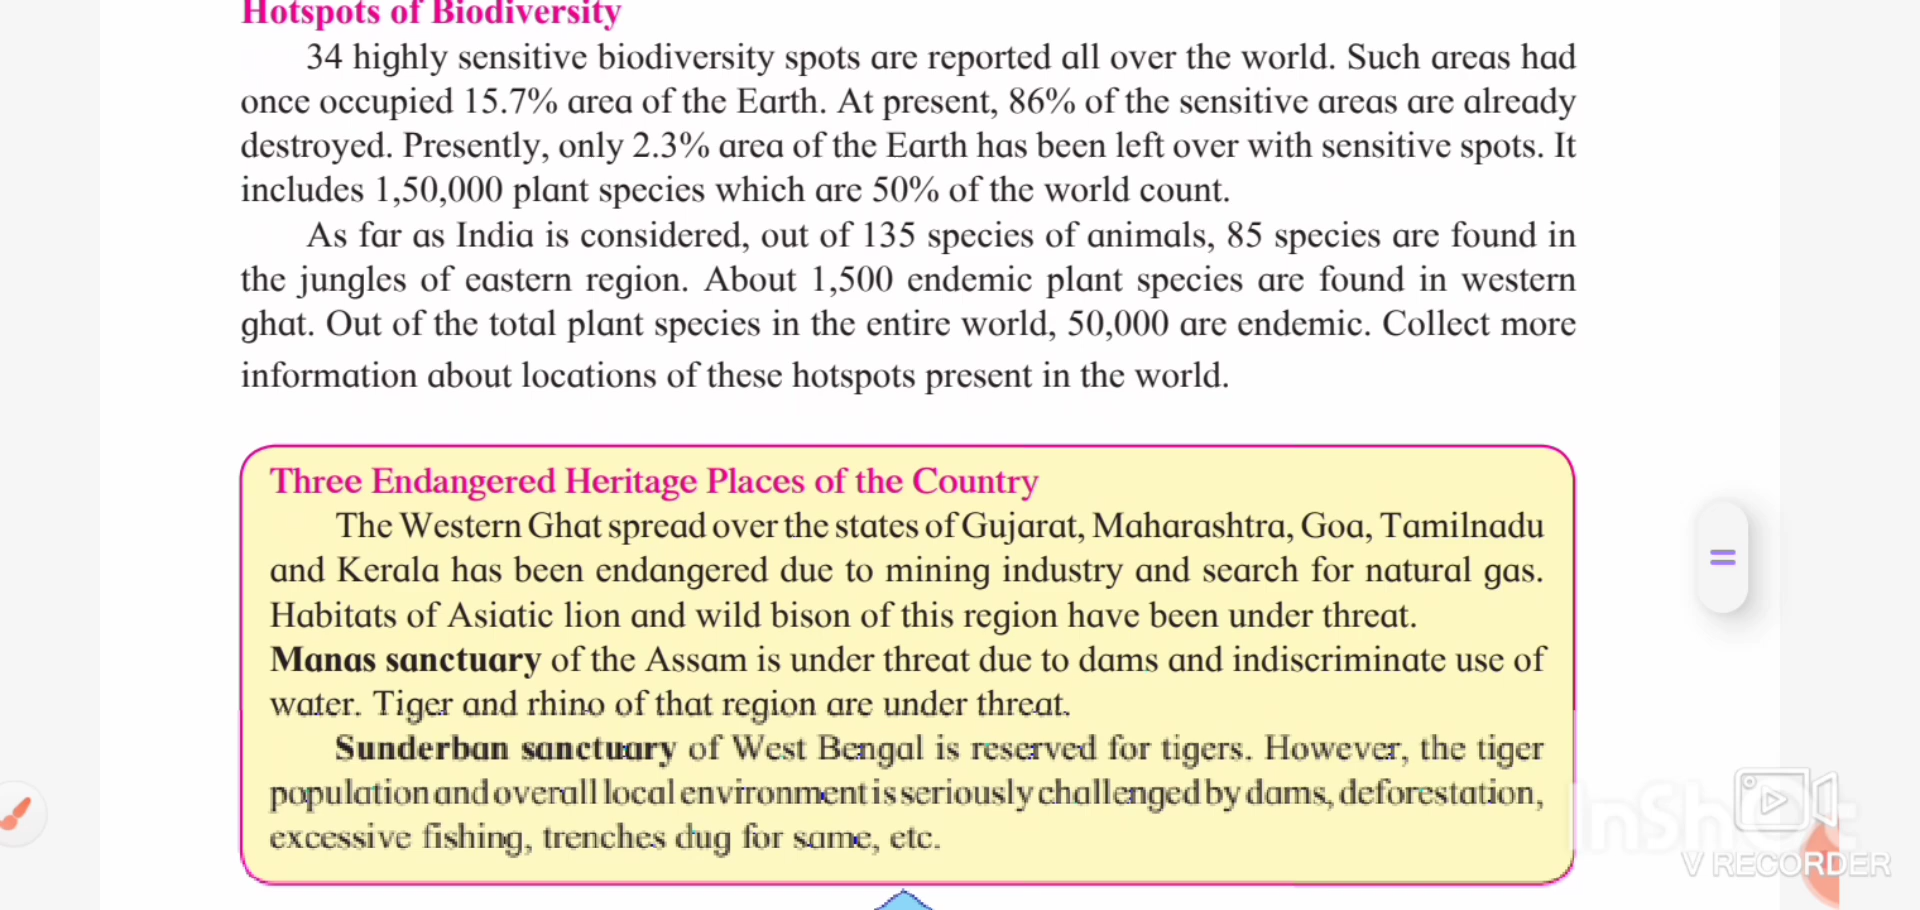 Hotspots of Biodiversity
34 highly sensitive biodiversity spots are reported all over the world. Such areas had
once occupied 15.7% area of the Earth. At present, 86% of the sensitive areas are already
destroyed. Presently, only 2.3% area of the Earth has been left over with sensitive spots. It
includes 1,50,000 plant species which are 50% of the world count.
As far as India is considered, out of 135 species of animals, 85 species are found in
the jungles of eastern region. About 1,500 endemic plant species are found in western
ghat. Out of the total plant species in the entire world, 50,000 are endemic. Collect more
information about locations of these hotspots present in the world.
Three Endangered Heritage Places of the Country
The Western Ghat spread over the states of Gujarat, Maharashtra, Goa, Tamilnadu
and Kerala has been endangered due to mining industry and search for natural gas.
Habitats of Asiatic lion and wild bison of this region have been under threat.
Manas sanctuary of the Assam is under threat due to dams and indiscriminate use of
water. Tiger and rhino of that region are under threat.
Sunderban sanctuary of West Bengal is reserved for tigers. However, the tiger
population and overall local environment is seriously challenged by dams, deforestation,
excessive fishing, trenches dug for same, etc.
InShot
V RECORDER